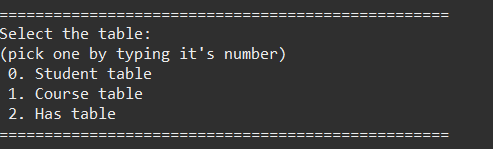 ==================================================
Select the table:
(pick one by typing it's number)
 0. Student table
 1. Course table
 2. Has table
==================================================